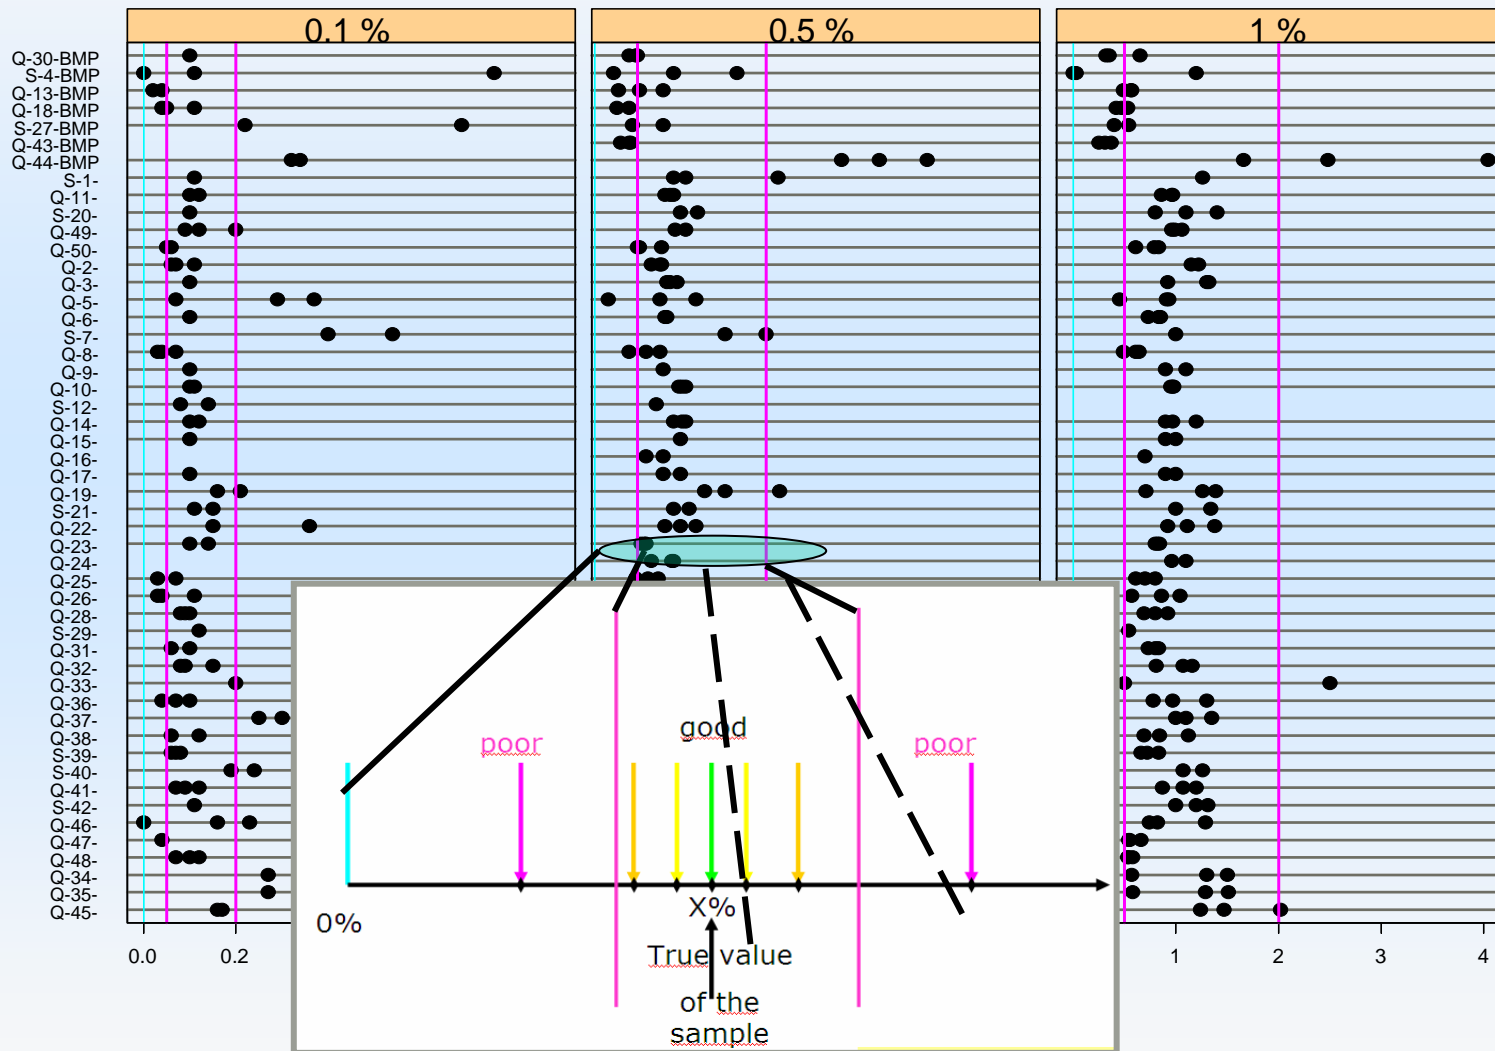 0.1 %
0.5 %
1 %
Q-30-BMP
S-4-BMP
Q-13-BMP
Q-18-BMP
S-27-BMP
Q-43-BMP
Q-44-BMP
S-1-
Q-11-
S-20-
Q-49-
Q-50-
Q-2-
Q-3-
Q-5-
Q-6-
S-7-
Q-8-
Q-9-
Q-10-
S-12-
Q-14-
Q-15-
Q-16-
Q-17-
Q-19-
S-21-
Q-22-
Q-23-
Q-24-
Q-25-
Q-26-
Q-28-
S-29-
Q-31-
Q-32-
Q-33-
Q-36-
Q-37-
Q-38-
S-39-
S-40-
Q-41-
S-42-
Q-46-
Q-47-
Q-48-
Q-34-
Q-35-
Q-45-
poor
good
poor
0%
X%
True value
of the
sample
0.0
0.2
1
2
3
4